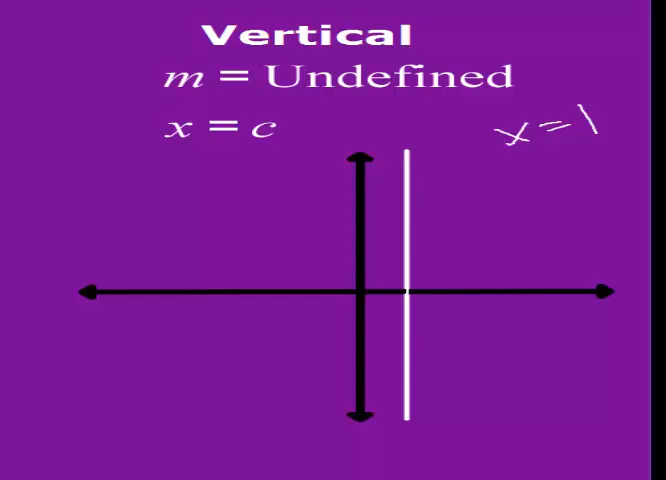 Vertical
m = Undefined
x = c
x = 1